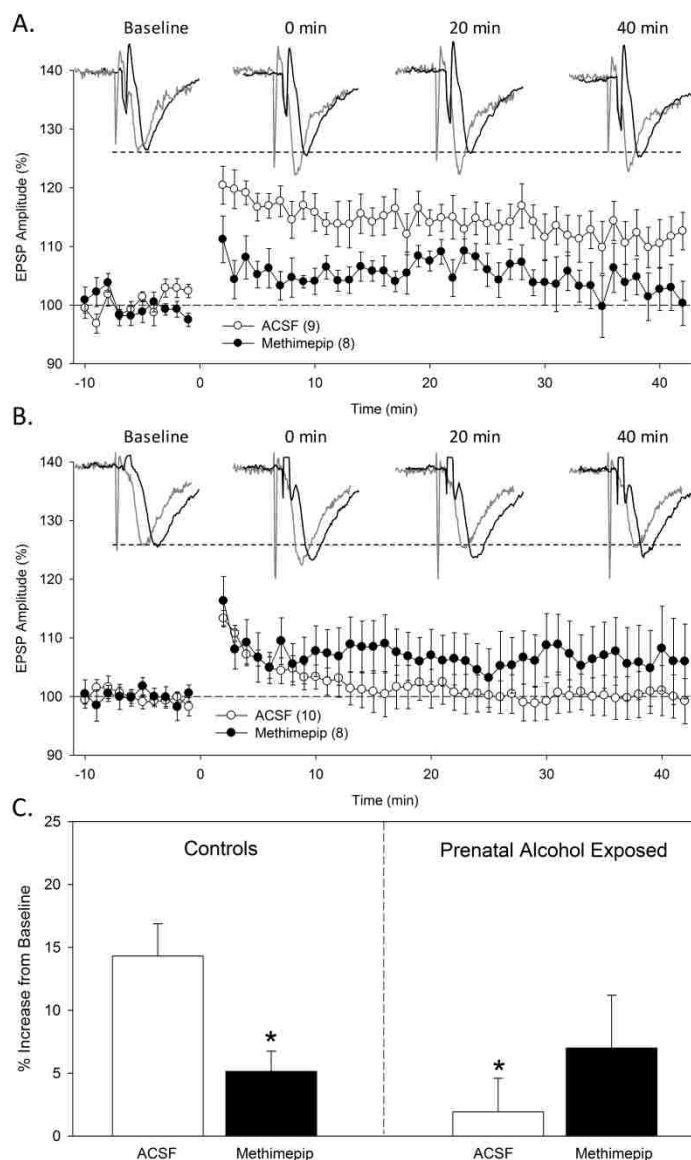 A.
Baseline 0 min 20 min 40 min
140
130
120
110
100
90
EPSP Amplitude (%)
ACSF (9)
Methimepip (8)
-10 0 10 20 30 40
Time (min)
B.
Baseline 0 min 20 min 40 min
140
130
120
110
100
90
EPSP Amplitude (%)
ACSF (10)
Methimepip (8)
-10 0 10 20 30 40
Time (min)
C.
25
20
15
10
5
0
% Increase from Baseline
Controls Prenatal Alcohol Exposed
* *
ACSF Methimepip ACSF Methimepip